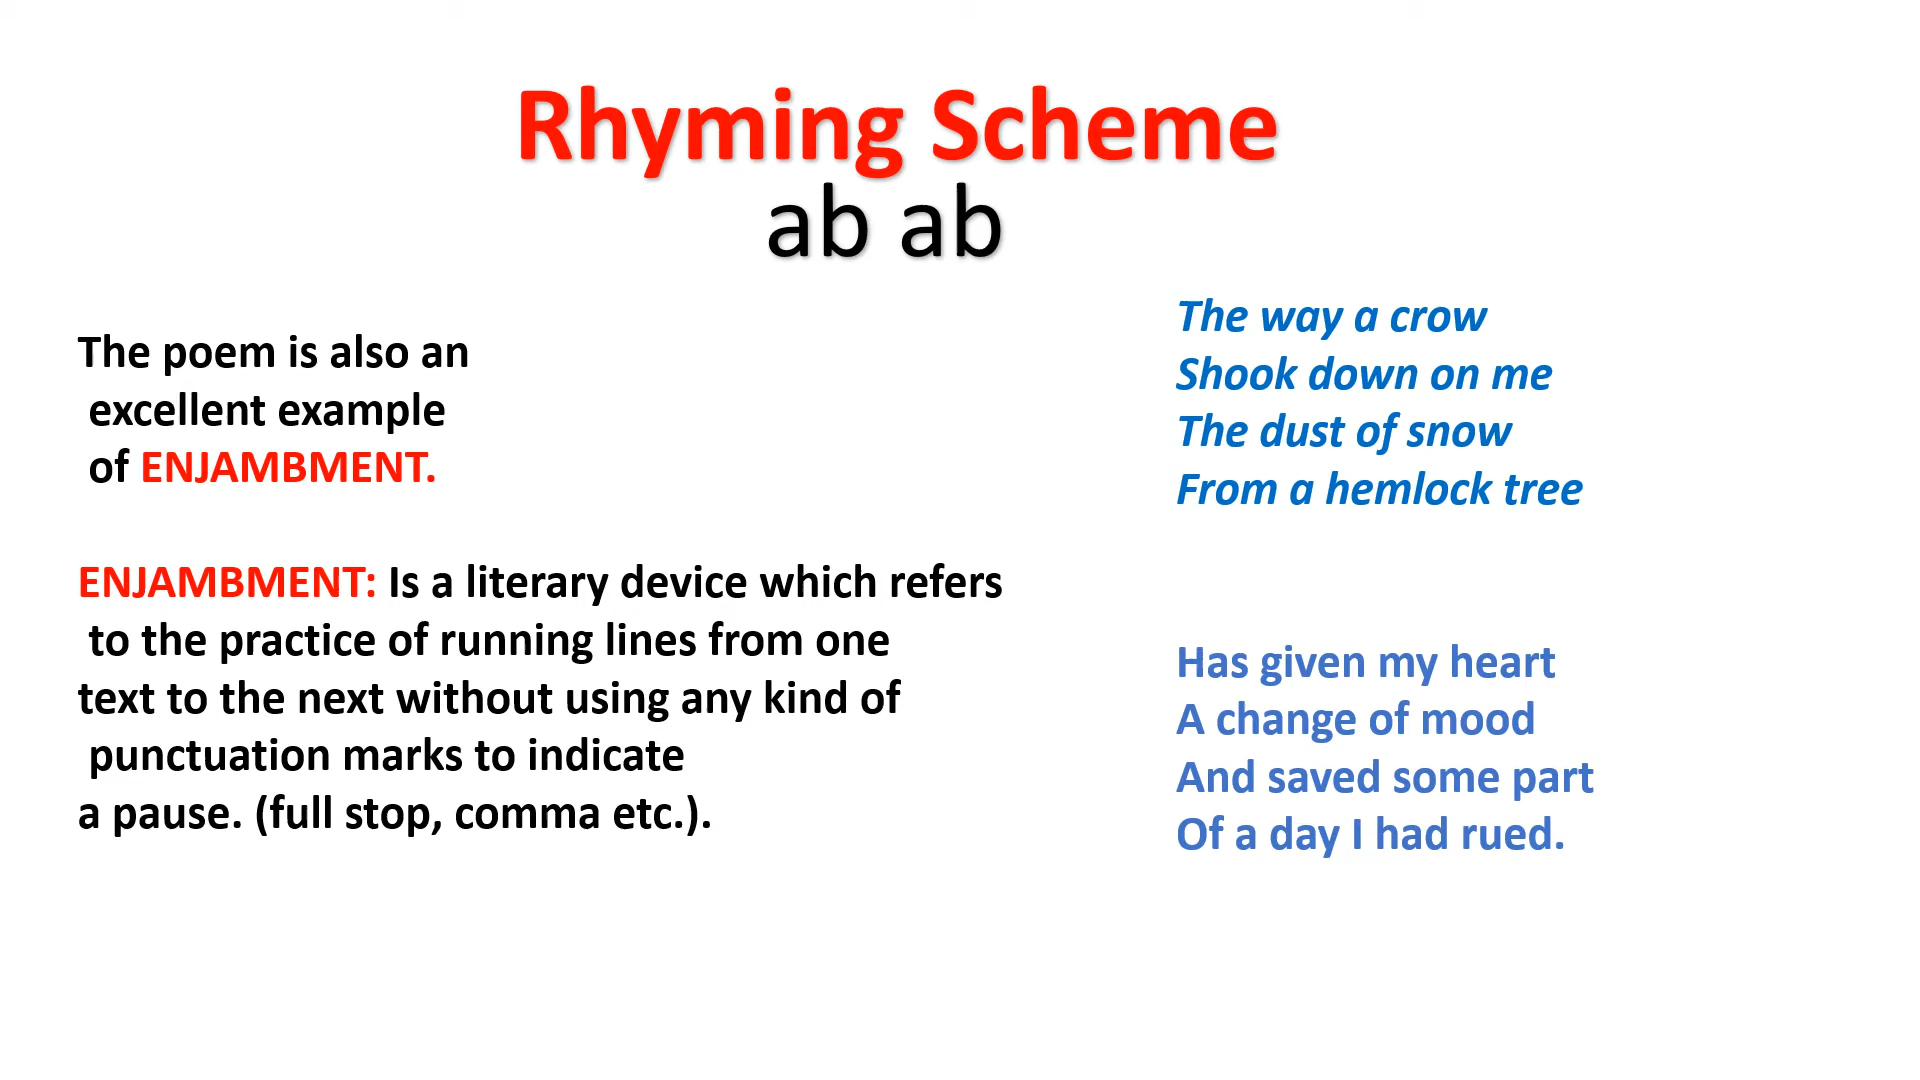 Rhyming Scheme
ab ab
The poem is also an
excellent example
of ENJAMBMENT.
ENJAMBMENT: Is a literary device which refers
to the practice of running lines from one
text to the next without using any kind of
punctuation marks to indicate
a pause. (full stop, comma etc.).
The way a crow
Shook down on me
The dust of snow
From a hemlock tree
Has given my heart
A change of mood
And saved some part
Of a day I had rued.